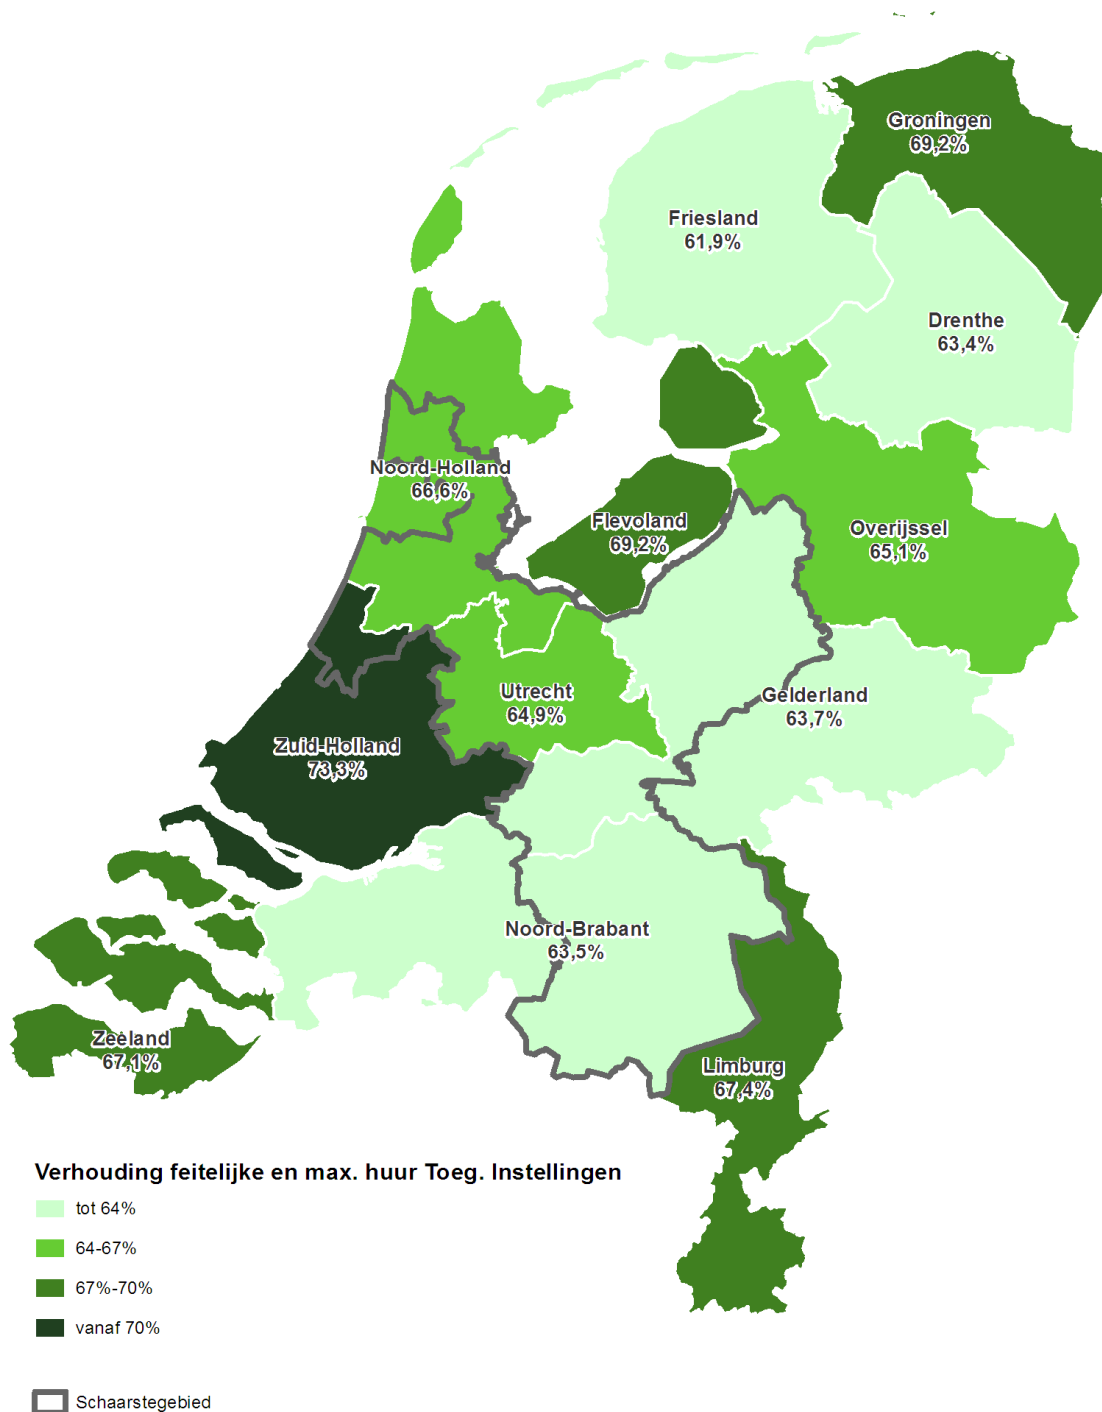 Groningen
69,2%
Friesland
61,9%
Drenthe
63,4%
Noord-Holland
66,6%
Flevoland
69,2%
Overijssel
65,1%
Utrecht
64,9%
Gelderland
63,7%
Zuid-Holland
73,3%
Noord-Brabant
63,5%
Zeeland
67,1%
Limburg
67,4%
Verhouding feitelijke en max. huur Toeg. Instellingen
tot 64%
64-67%
67%-70%
vanaf 70%
Schaarstegebied